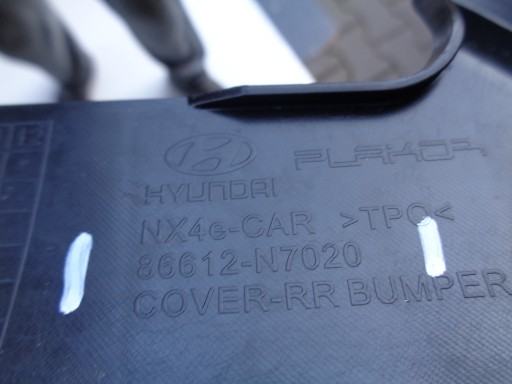 HYUNDAI PLAKOR
NX4e-CAR >TPO<
86612-N7020
COVER-RR BUMPER